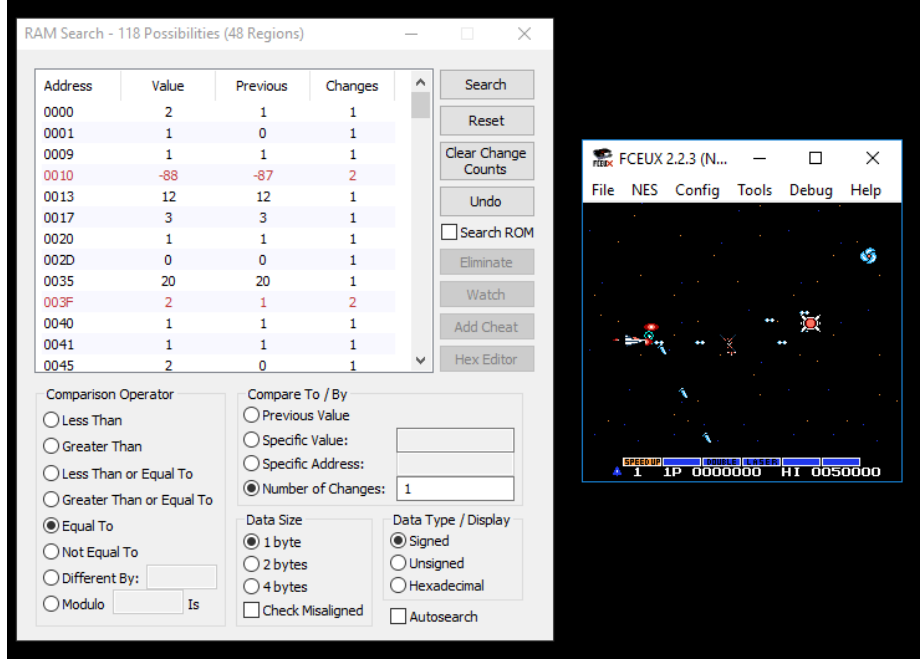 RAM Search - 118 Possibilities (48 Regions)
Address Value Previous Changes
0000 2 1 1
0001 1 0 1
0009 1 1 1
0010 -88 -87 2
0013 12 12 1
0017 3 3 1
0020 1 1 1
002D 0 0 1
0035 20 20 1
003F 2 1 2
0040 1 1 1
0041 1 1 1
0045 2 0 1
Search
Reset
Clear Change
Counts
Undo
Search ROM
Eliminate
Watch
Add Cheat
Hex Editor
Comparison Operator
Less Than
Greater Than
Less Than or Equal To
Greater Than or Equal To
Equal To
Not Equal To
Different By:
Modulo Is
Compare To / By
Previous Value
Specific Value:
Specific Address:
Number of Changes: 1
Data Size
1 byte
2 bytes
4 bytes
Check Misaligned
Data Type / Display
Signed
Unsigned
Hexadecimal
Autosearch
FCEUX 2.2.3 (N...
File NES Config Tools Debug Help
SPEEDUP DOUBLE LASER
1 1P 0000000 HI 0050000